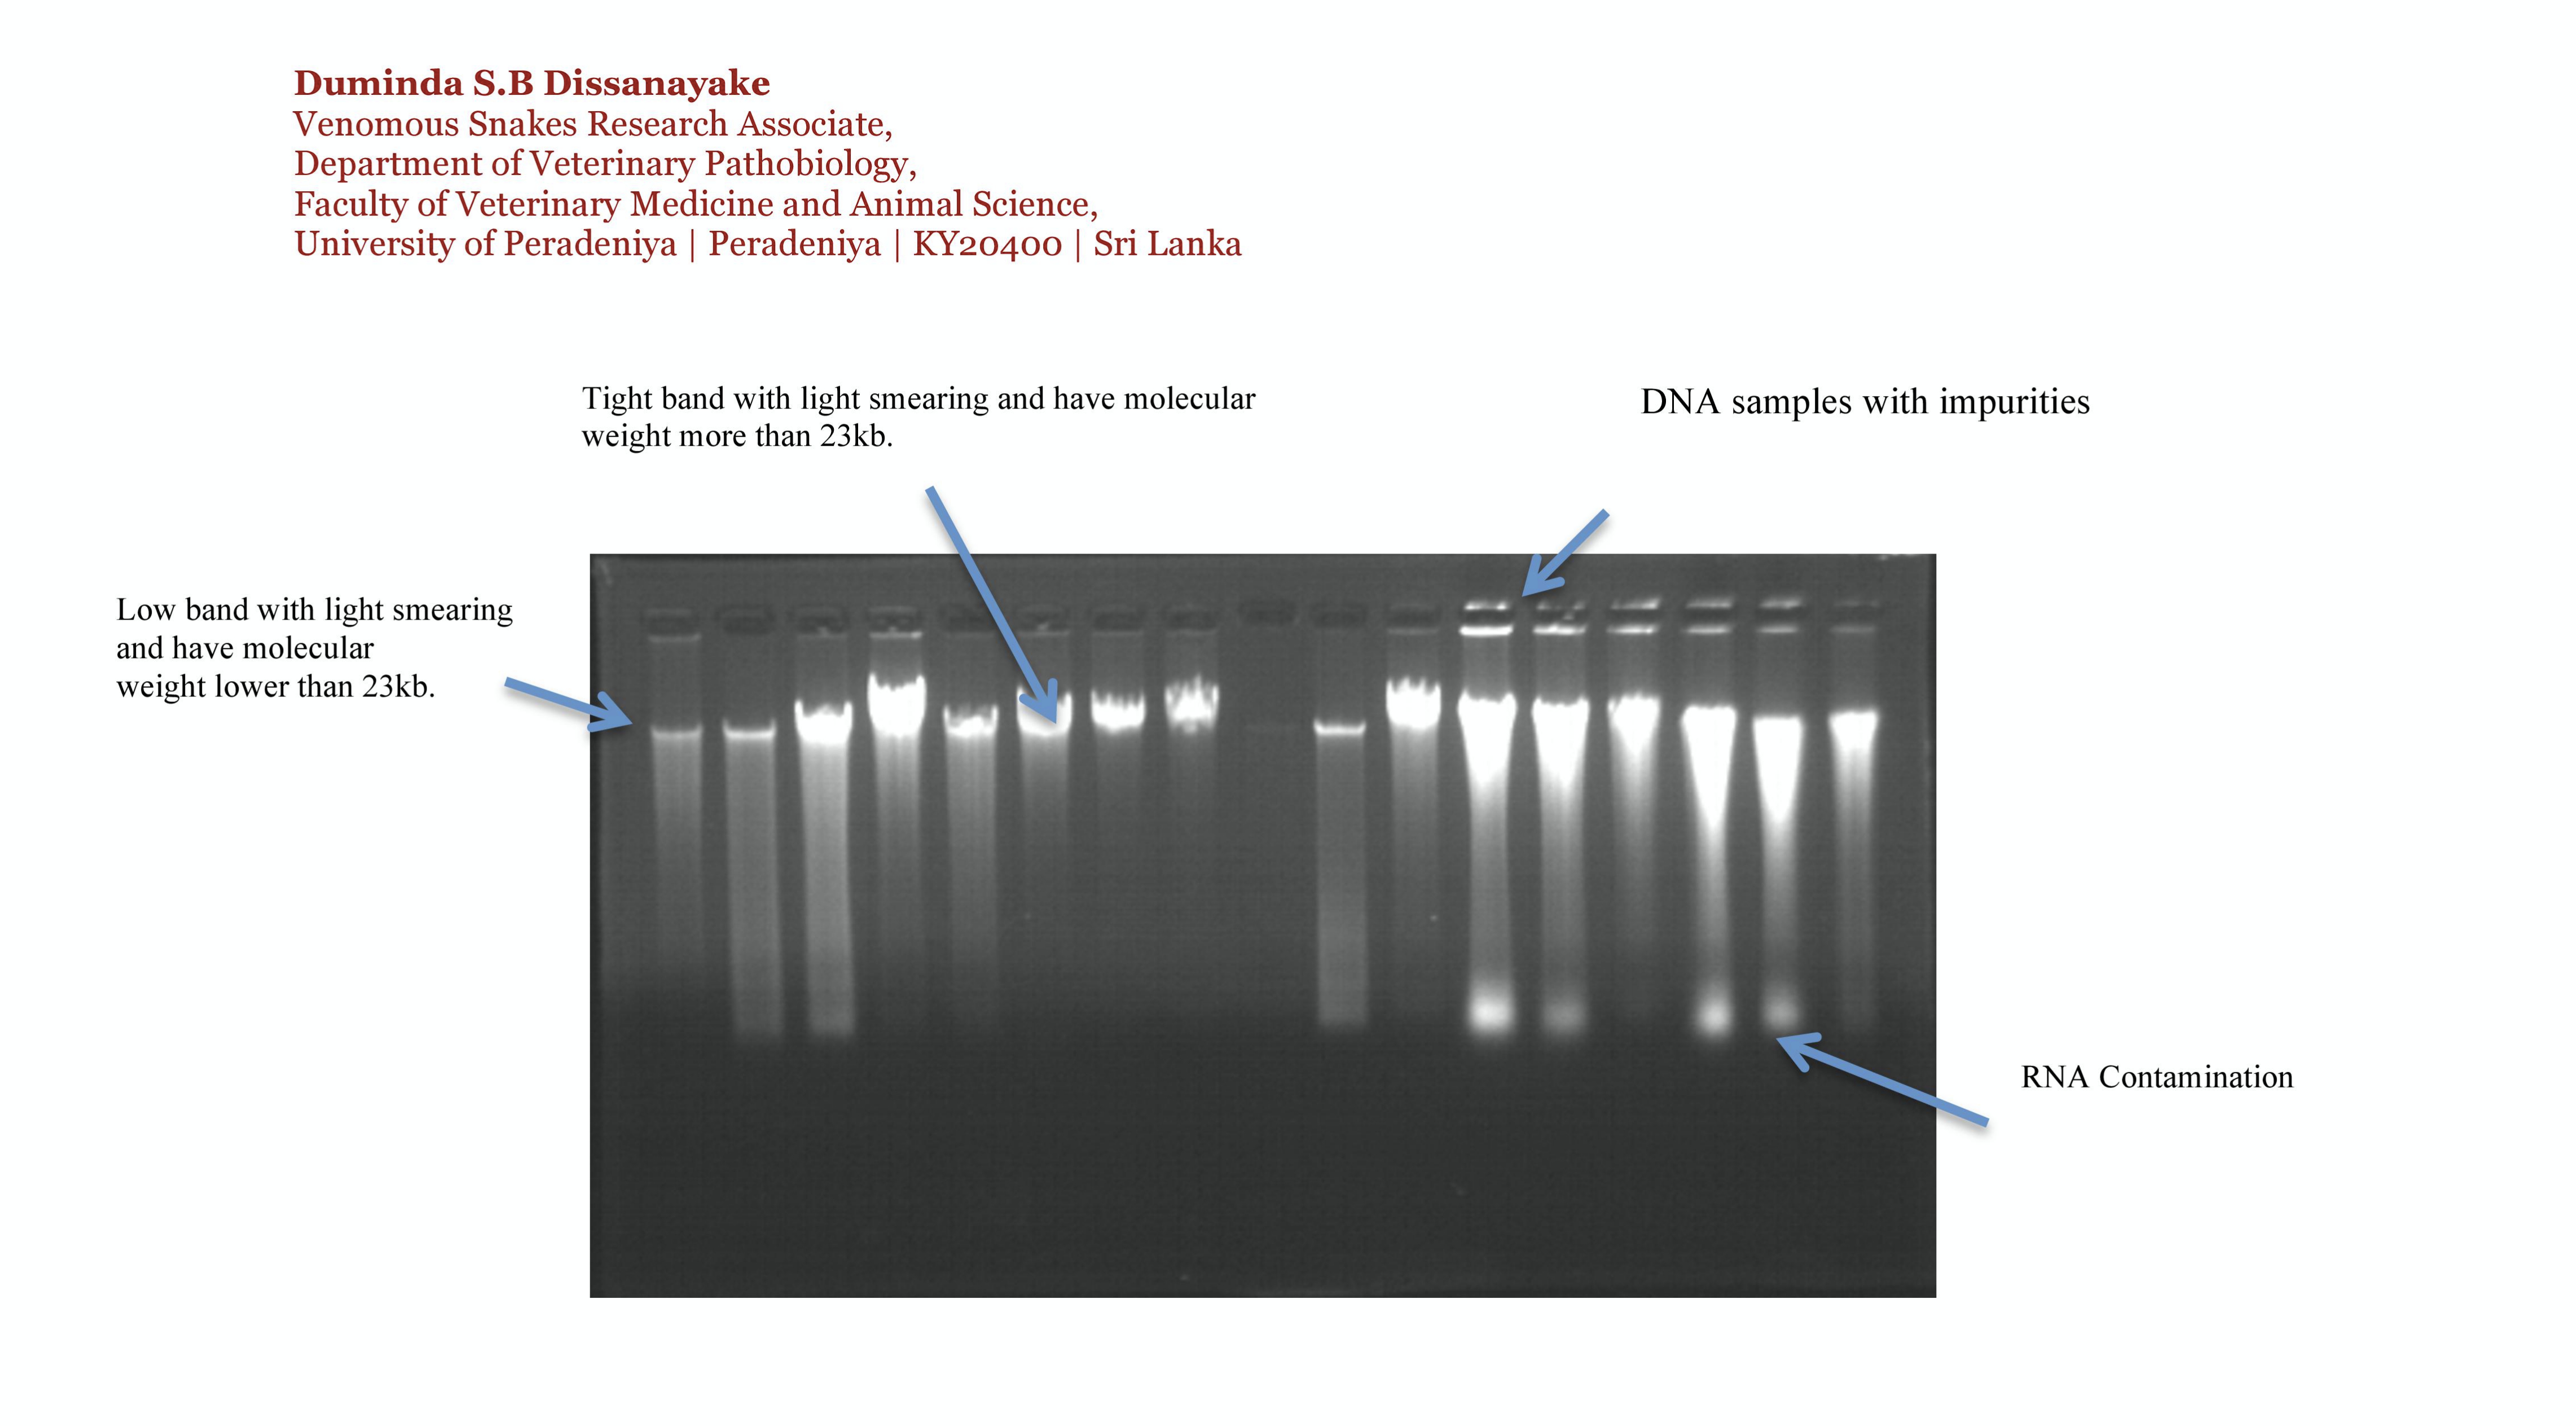 Duminda S.B Dissanayake
Venomous Snakes Research Associate,
Department of Veterinary Pathobiology,
Faculty of Veterinary Medicine and Animal Science,
University of Peradeniya | Peradeniya | KY20400 | Sri Lanka
Tight band with light smearing and have molecular
weight more than 23kb.
DNA samples with impurities
Low band with light smearing
and have molecular
weight lower than 23kb.
RNA Contamination